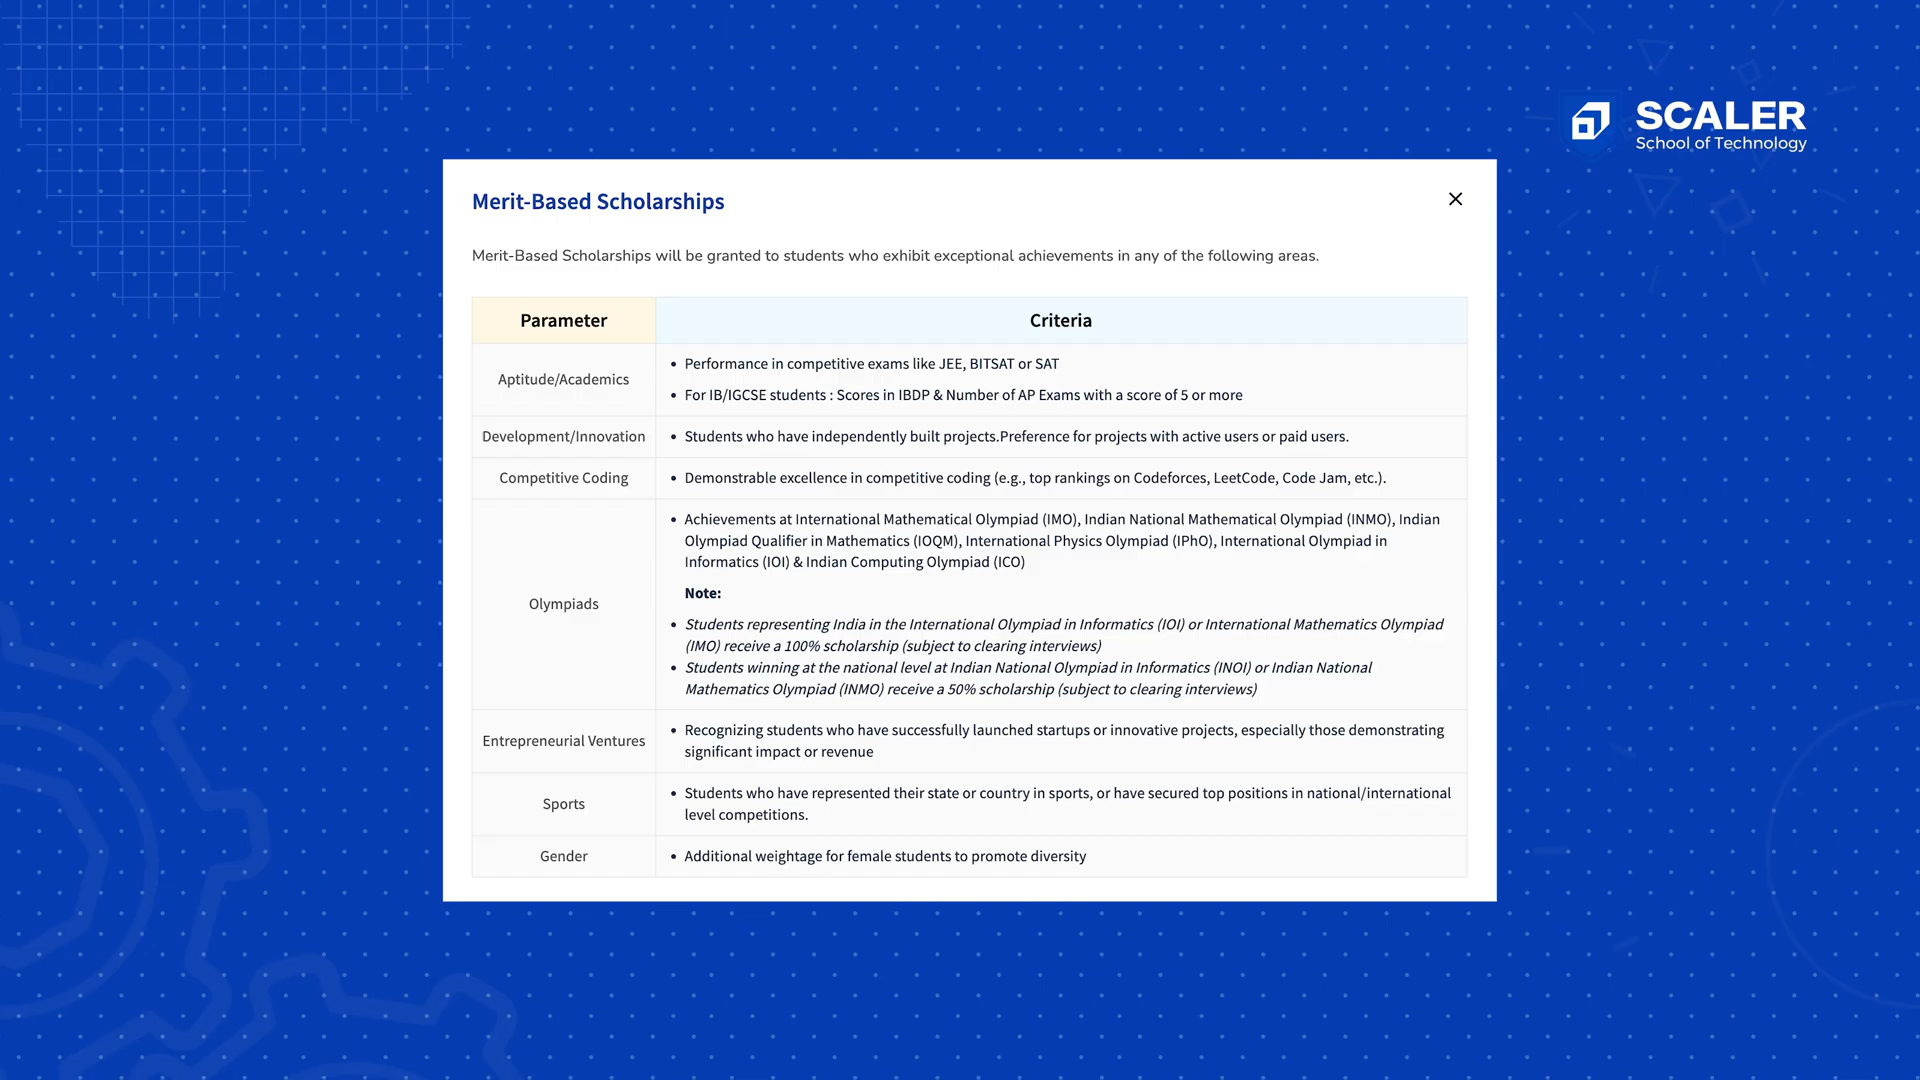 SCALER
School of Technology
Merit-Based Scholarships
Merit-Based Scholarships will be granted to students who exhibit exceptional achievements in any of the following areas.
Parameter
Criteria
Aptitude/Academics
• Performance in competitive exams like JEE, BITSAT or SAT
• For IB/IGCSE students : Scores in IBDP & Number of AP Exams with a score of 5 or more
Development/Innovation
• Students who have independently built projects.Preference for projects with active users or paid users.
Competitive Coding
• Demonstrable excellence in competitive coding (e.g., top rankings on Codeforces, LeetCode, Code Jam, etc.).
Olympiads
• Achievements at International Mathematical Olympiad (IMO), Indian National Mathematical Olympiad (INMO), Indian
Olympiad Qualifier in Mathematics (IOQM), International Physics Olympiad (IPhO), International Olympiad in
Informatics (IOI) & Indian Computing Olympiad (ICO)
Note:
• Students representing India in the International Olympiad in Informatics (IOI) or International Mathematics Olympiad
(IMO) receive a 100% scholarship (subject to clearing interviews)
• Students winning at the national level at Indian National Olympiad in Informatics (INOI) or Indian National
Mathematics Olympiad (INMO) receive a 50% scholarship (subject to clearing interviews)
Entrepreneurial Ventures
• Recognizing students who have successfully launched startups or innovative projects, especially those demonstrating
significant impact or revenue
Sports
• Students who have represented their state or country in sports, or have secured top positions in national/international
level competitions.
Gender
• Additional weightage for female students to promote diversity